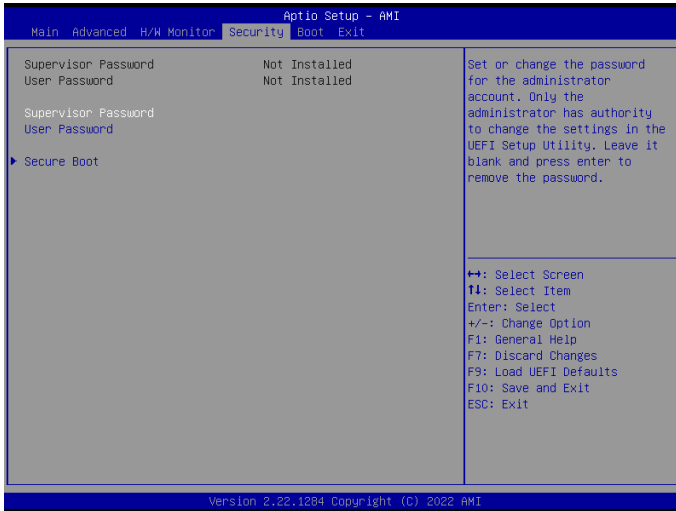 Aptio Setup - AMI
Main Advanced H/W Monitor Security Boot Exit
Supervisor Password Not Installed
User Password Not Installed
Supervisor Password
User Password
Secure Boot
Set or change the password
for the administrator
account. Only the
administrator has authority
to change the settings in the
UEFI Setup Utility. Leave it
blank and press enter to
remove the password.
↔: Select Screen
↑↓: Select Item
Enter: Select
+/-: Change Option
F1: General Help
F7: Discard Changes
F9: Load UEFI Defaults
F10: Save and Exit
ESC: Exit
Version 2.22.1284 Copyright (C) 2022 AMI